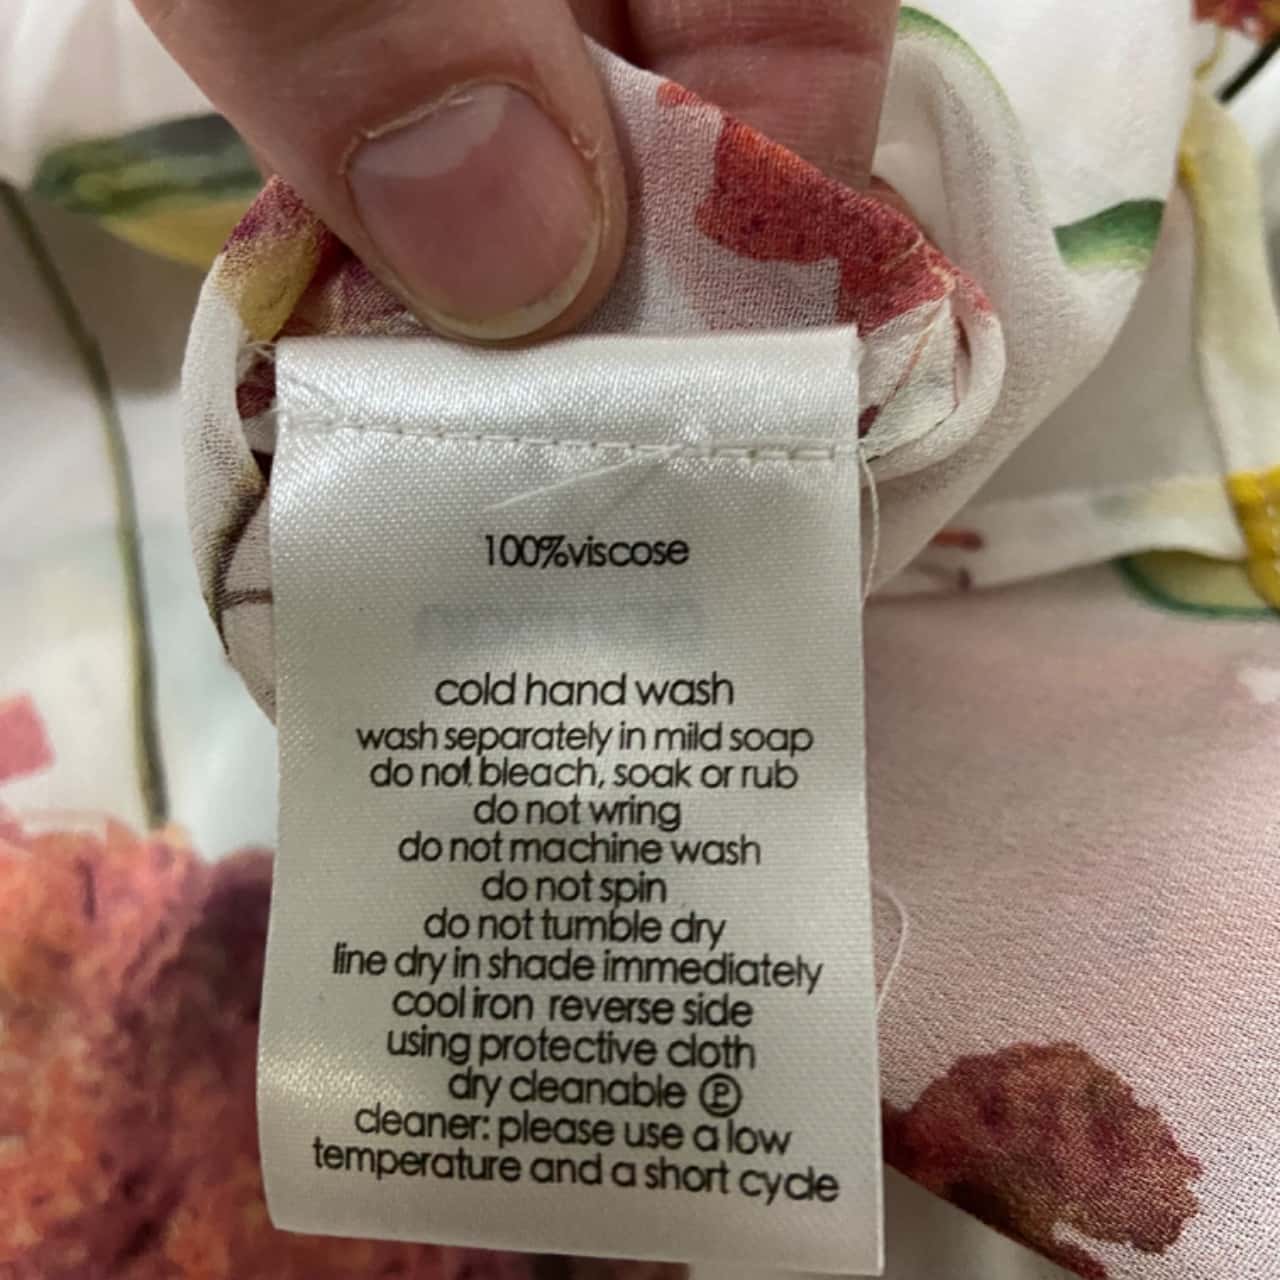 100%viscose
cold hand wash
wash separately in mild soap
do not bleach, soak or rub
do not wring
do not machine wash
do not spin
do not tumble dry
line dry in shade immediately
cool iron reverse side
using protective cloth
dry cleanable Ⓟ
cleaner: please use a low
temperature and a short cycle